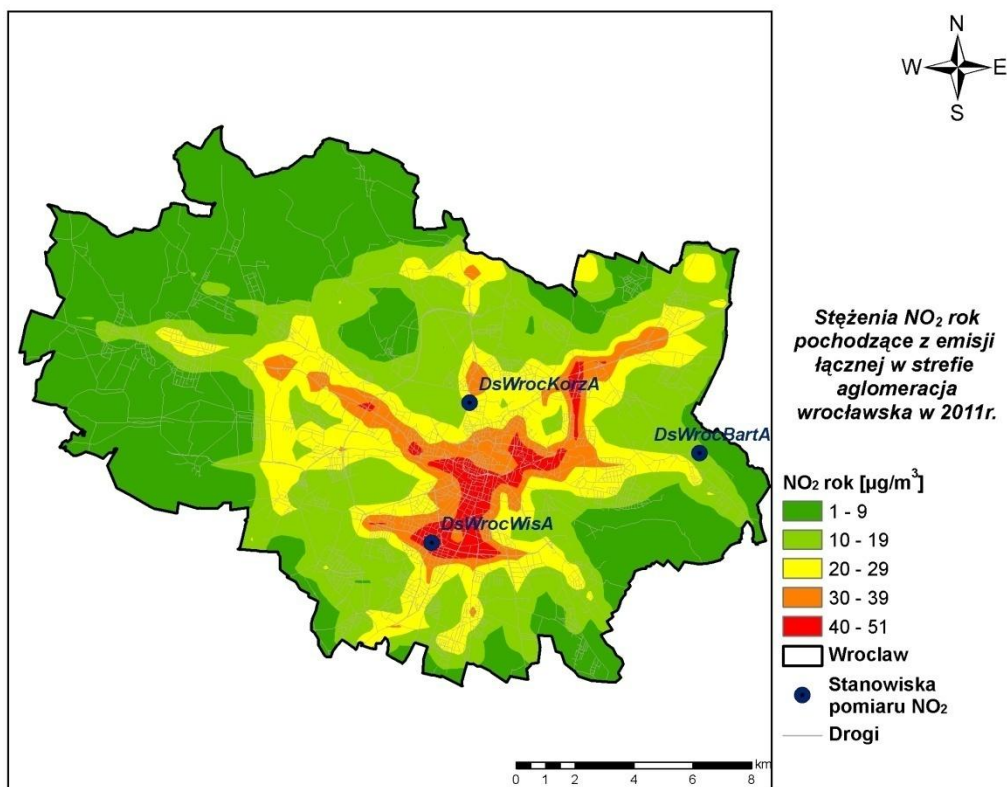 N
W E
S
DsWrocKorzA
DsWrocBartA
DsWrocWisA
Stężenia NO₂ rok
pochodzące z emisji
łącznej w strefie
aglomeracja
wrocławska w 2011r.
NO₂ rok [µg/m³]
1 - 9
10 - 19
20 - 29
30 - 39
40 - 51
Wroclaw
Stanowiska
pomiaru NO₂
Drogi
km
0 1 2 4 6 8